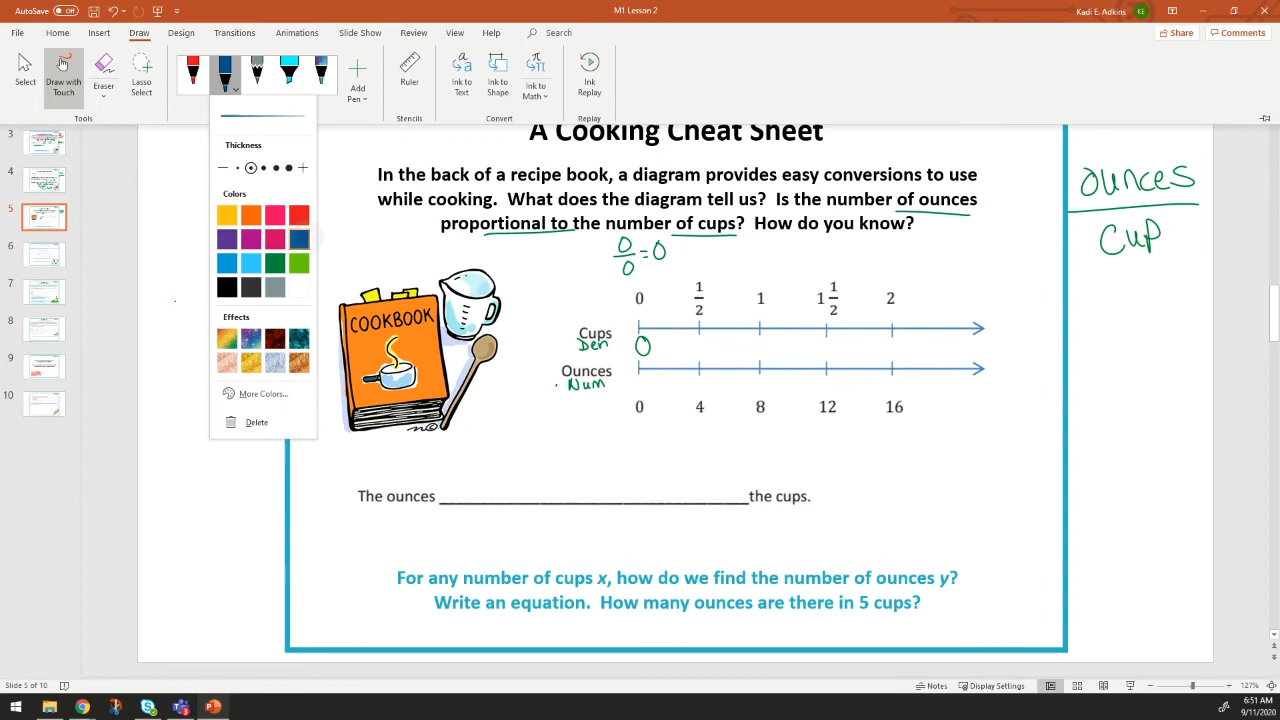 AutoSave Off
M1 Lesson 2
Kadi E. Adkins KE
File Home Insert Draw Design Transitions Animations Slide Show Review View Help Search
Share Comments
Select
Draw with Touch
Eraser
Lasso Select
Add Pen
Ruler
Ink to Text
Ink to Shape
Ink to Math
Ink Replay
Tools
Stencils
Convert
Replay
Thickness
Colors
Effects
More Colors...
Delete
3
4
5
6
7
8
9
10
A Cooking Cheat Sheet
In the back of a recipe book, a diagram provides easy conversions to use
while cooking. What does the diagram tell us? Is the number of ounces
proportional to the number of cups? How do you know?
ounces
cup
0/0 = 0
COOKBOOK
0 1/2 1 1 1/2 2
Cups
Den 0
Ounces
Num
0 4 8 12 16
The ounces ___________________________________the cups.
For any number of cups x, how do we find the number of ounces y?
Write an equation. How many ounces are there in 5 cups?
Slide 5 of 10
Notes Display Settings 127%
6:51 AM
9/11/2020